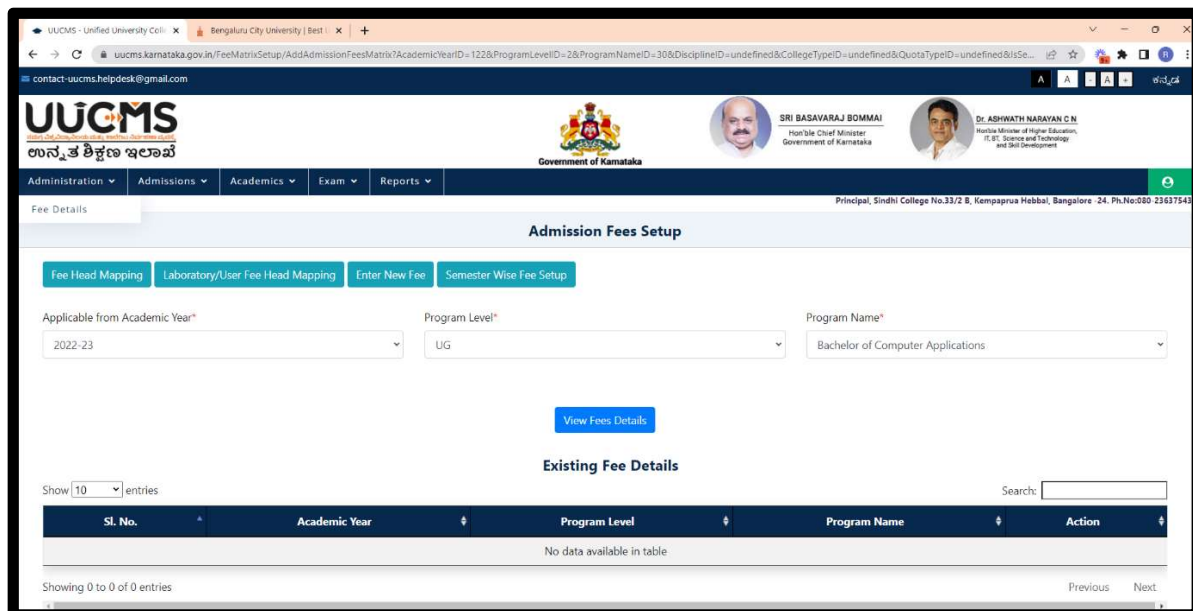 UUCMS - Unified University Coll
Bengaluru City University | Best U
uucms.karnataka.gov.in/FeeMatrixSetup/AddAdmissionFeesMatrix?AcademicYearID=122&ProgramLevelID=2&ProgramNameID=30&DisciplineID=undefined&CollegeTypeID=undefined&QuotaTypeID=undefined&IsSe...
contact-uucms.helpdesk@gmail.com
A A - A + ಕನ್ನಡ
UUCMS
ಉನ್ನತ ಶಿಕ್ಷಣ ಇಲಾಖೆ
Government of Karnataka
SRI BASAVARAJ BOMMAI
Hon'ble Chief Minister
Government of Karnataka
Dr. ASHWATH NARAYAN C N
Hon'ble Minister of Higher Education,
IT, BT, Science and Technology
and Skill Development
Administration Admissions Academics Exam Reports
Fee Details
Principal, Sindhi College No.33/2 B, Kempaprua Hebbal, Bangalore -24. Ph.No:080-23637543
Admission Fees Setup
Fee Head Mapping Laboratory/User Fee Head Mapping Enter New Fee Semester Wise Fee Setup
Applicable from Academic Year* Program Level* Program Name*
2022-23 UG Bachelor of Computer Applications
View Fees Details
Existing Fee Details
Show 10 entries Search:
Sl. No. Academic Year Program Level Program Name Action
No data available in table
Showing 0 to 0 of 0 entries Previous Next